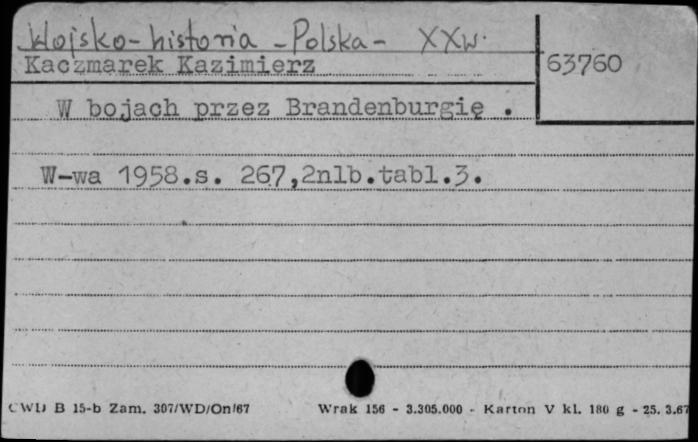 Wojsko - historia - Polska - XXw.
Kaczmarek Kazimierz
63760
W bojach przez Brandenburgię .
W-wa 1958.s. 267,2nlb.tabl.3.
CWD B 15-b Zam. 307/WD/On/67 Wrak 156 - 3.305.000 - Karton V kl. 180 g - 25. 3.67